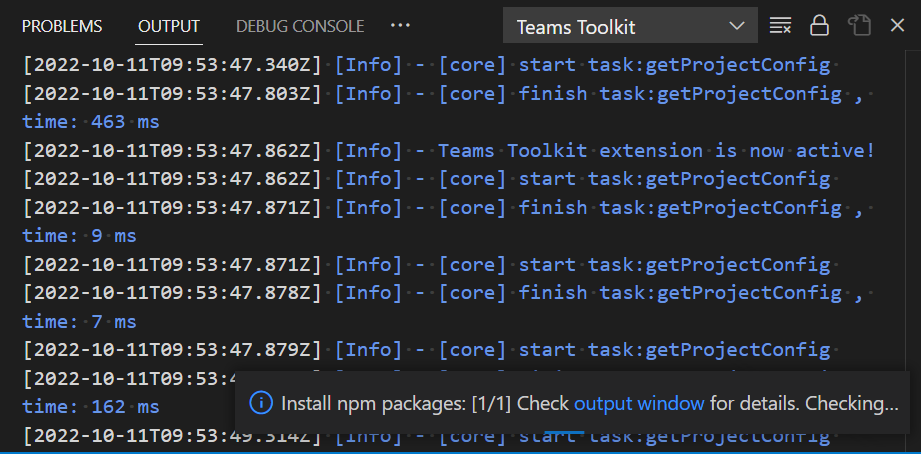 PROBLEMS OUTPUT DEBUG CONSOLE ··· Teams Toolkit
[2022-10-11T09:53:47.340Z] [Info] - [core] start task:getProjectConfig
[2022-10-11T09:53:47.803Z] [Info] - [core] finish task:getProjectConfig ,
time: 463 ms
[2022-10-11T09:53:47.862Z] [Info] - Teams Toolkit extension is now active!
[2022-10-11T09:53:47.862Z] [Info] - [core] start task:getProjectConfig
[2022-10-11T09:53:47.871Z] [Info] - [core] finish task:getProjectConfig ,
time: 9 ms
[2022-10-11T09:53:47.871Z] [Info] - [core] start task:getProjectConfig
[2022-10-11T09:53:47.878Z] [Info] - [core] finish task:getProjectConfig ,
time: 7 ms
[2022-10-11T09:53:47.879Z] [Info] - [core] start task:getProjectConfig
[2022-10-11T09:53:4
time: 162 ms
Install npm packages: [1/1] Check output window for details. Checking...
[2022-10-11T09:53:49.314Z] [Info] - [core] start task:getProjectConfig